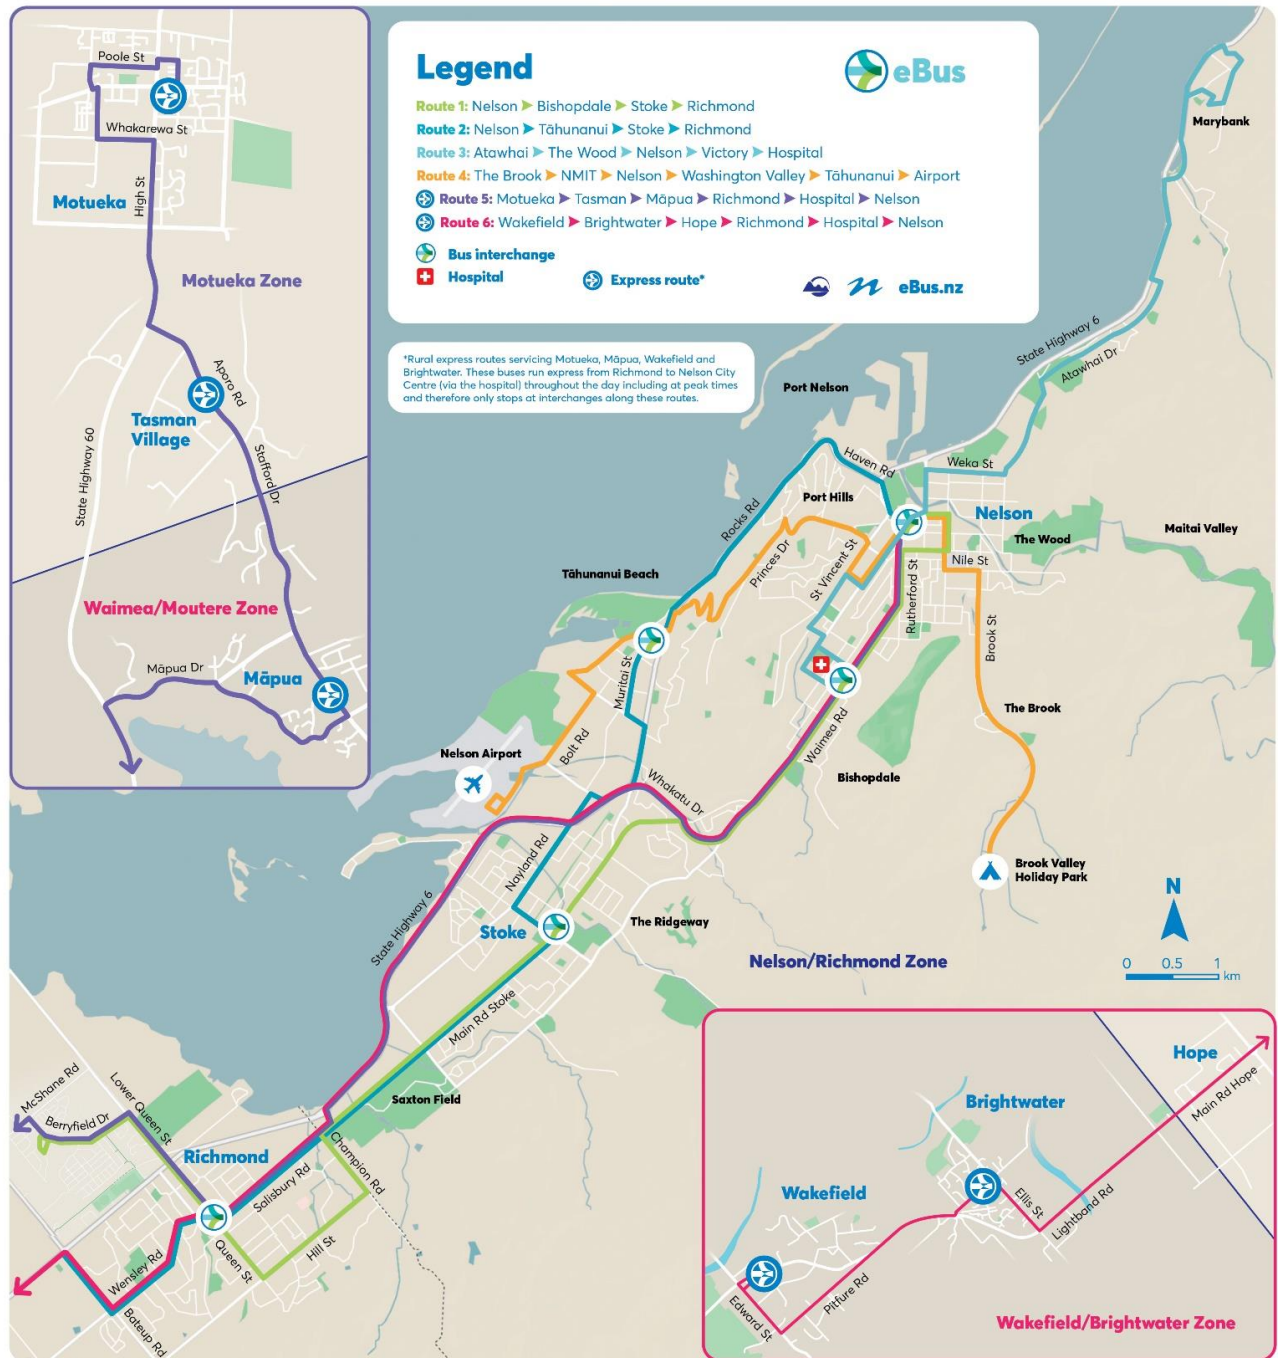 Legend
eBus
Route 1: Nelson ➤ Bishopdale ➤ Stoke ➤ Richmond
Route 2: Nelson ➤ Tāhunanui ➤ Stoke ➤ Richmond
Route 3: Atawhai ➤ The Wood ➤ Nelson ➤ Victory ➤ Hospital
Route 4: The Brook ➤ NMIT ➤ Nelson ➤ Washington Valley ➤ Tāhunanui ➤ Airport
Route 5: Motueka ➤ Tasman ➤ Māpua ➤ Richmond ➤ Hospital ➤ Nelson
Route 6: Wakefield ➤ Brightwater ➤ Hope ➤ Richmond ➤ Hospital ➤ Nelson
Bus interchange
Hospital
Express route*
eBus.nz
*Rural express routes servicing Motueka, Māpua, Wakefield and
Brightwater. These buses run express from Richmond to Nelson City
Centre (via the hospital) throughout the day including at peak times
and therefore only stops at interchanges along these routes.
Poole St
Whakarewa St
Motueka
High St
Motueka Zone
Aporo Rd
Tasman
Village
State Highway 60
Stafford Dr
Waimea/Moutere Zone
Māpua Dr
Māpua
Marybank
State Highway 6
Atawhai Dr
Port Nelson
Haven Rd
Weka St
Port Hills
Nelson
Rocks Rd
The Wood
Maitai Valley
Princes Dr
St Vincent St
Nile St
Tāhunanui Beach
Rutherford St
Brook St
Muritai St
The Brook
Bolt Rd
Waimea Rd
Nelson Airport
Bishopdale
Whakatu Dr
Nayland Rd
Brook Valley
Holiday Park
State Highway 6
Stoke
The Ridgeway
N
Nelson/Richmond Zone
0 0.5 1
km
Main Rd Stoke
Saxton Field
McShane Rd
Lower Queen St
Berryfield Dr
Richmond
Champion Rd
Salisbury Rd
Hill St
Queen St
Wensley Rd
Bateup Rd
Hope
Main Rd Hope
Brightwater
Wakefield
Ellis St
Lightband Rd
Edward St
Pitfure Rd
Wakefield/Brightwater Zone